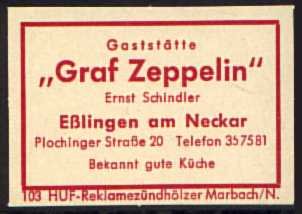 Gaststätte
„Graf Zeppelin“
Ernst Schindler
Eßlingen am Neckar
Plochinger Straße 20 Telefon 357581
Bekannt gute Küche
103 HUF-Reklamezündhölzer Marbach/N.